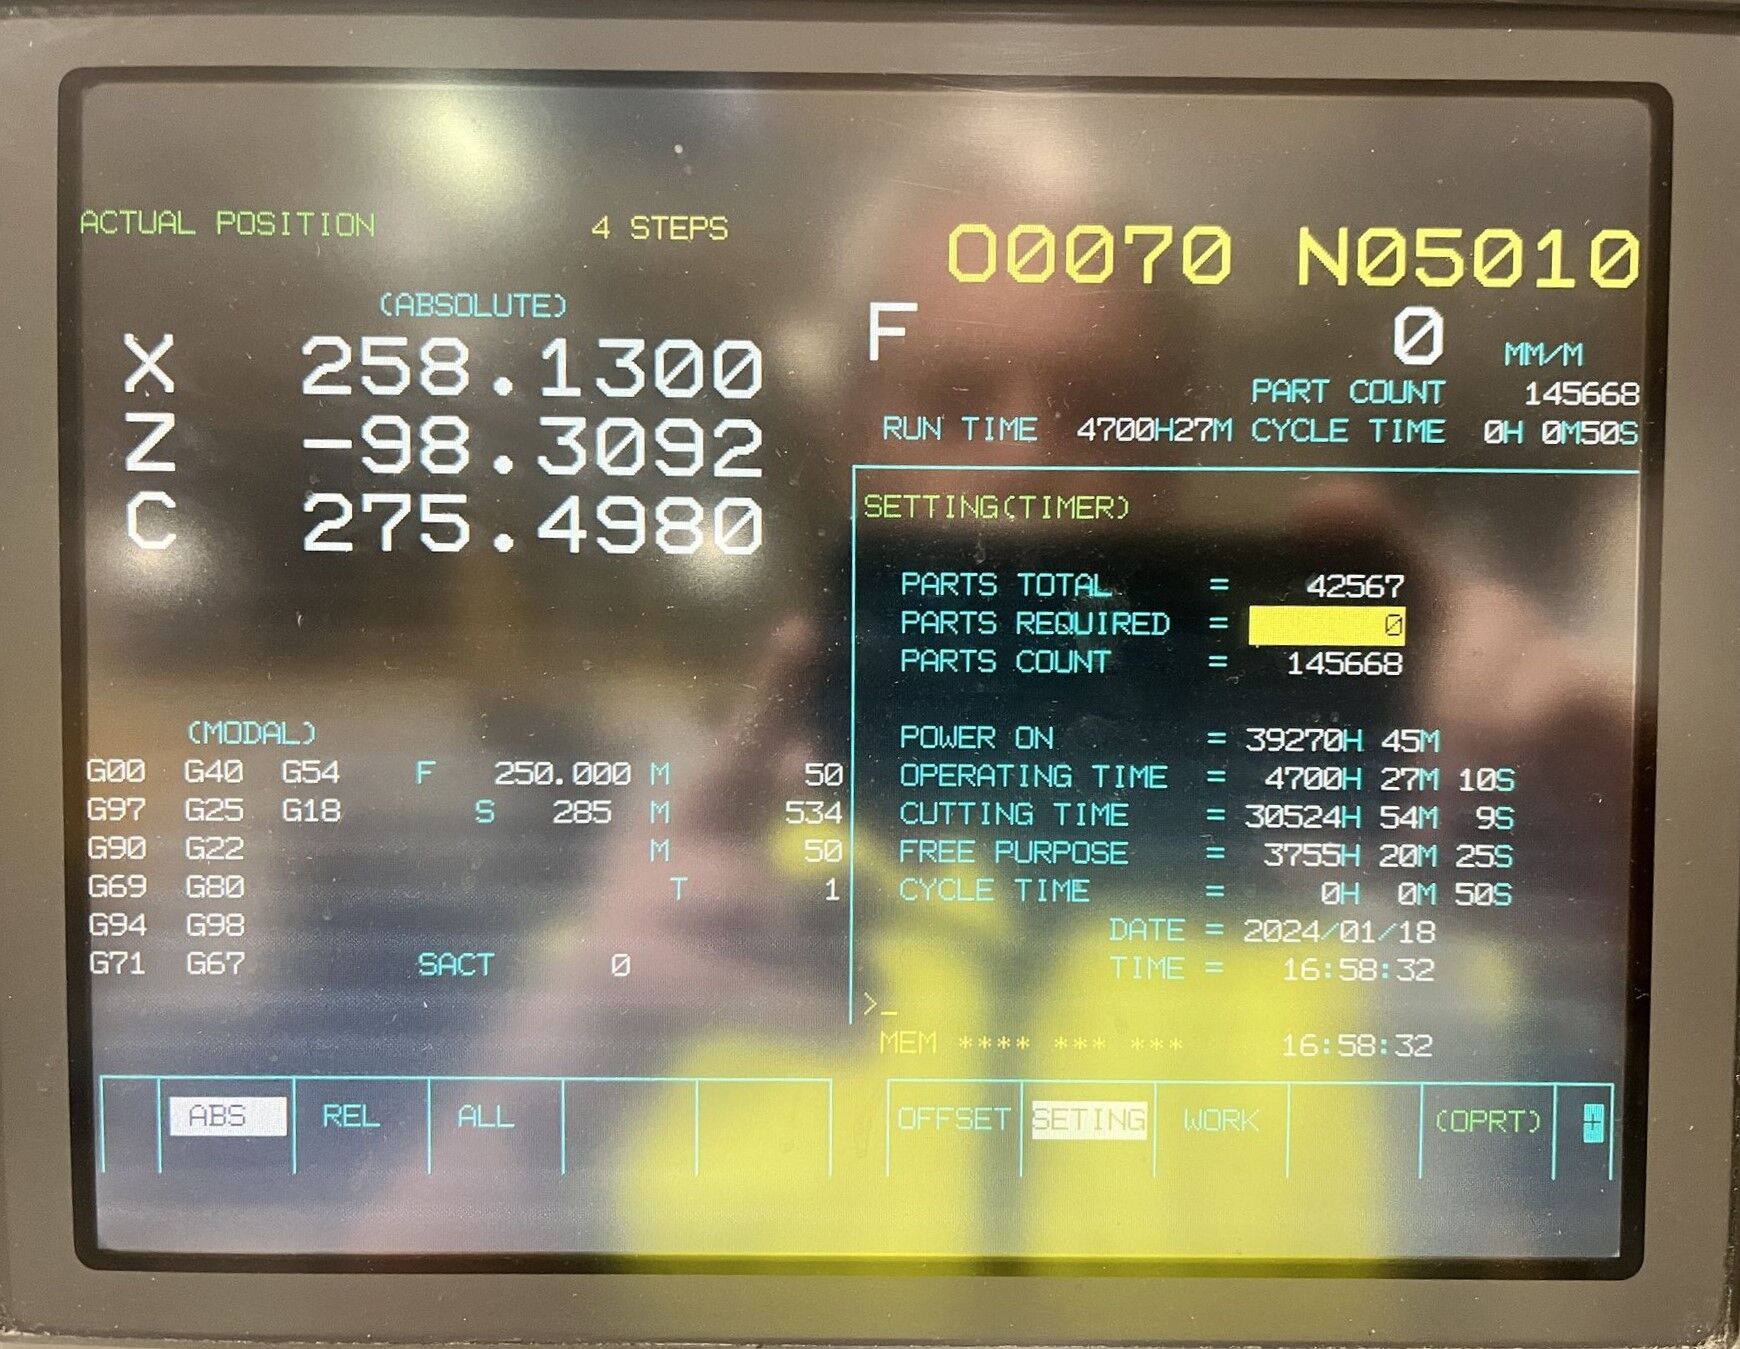 ACTUAL POSITION 4 STEPS
O0070 N05010
(ABSOLUTE)
X 258.1300
Z -98.3092
C 275.4980
F 0 MM/M
PART COUNT 145668
RUN TIME 4700H27M CYCLE TIME 0H 0M50S
SETTING(TIMER)
PARTS TOTAL = 42567
PARTS REQUIRED = 0
PARTS COUNT = 145668
POWER ON = 39270H 45M
OPERATING TIME = 4700H 27M 10S
CUTTING TIME = 30524H 54M 9S
FREE PURPOSE = 3755H 20M 25S
CYCLE TIME = 0H 0M 50S
DATE = 2024/01/18
TIME = 16:58:32
(MODAL)
G00 G40 G54 F 250.000 M 50
G97 G25 G18 S 285 M 534
G90 G22 M 50
G69 G80 T 1
G94 G98
G71 G67 SACT 0
>_
MEM **** *** *** 16:58:32
ABS REL ALL
OFFSET SETING WORK (OPRT) +